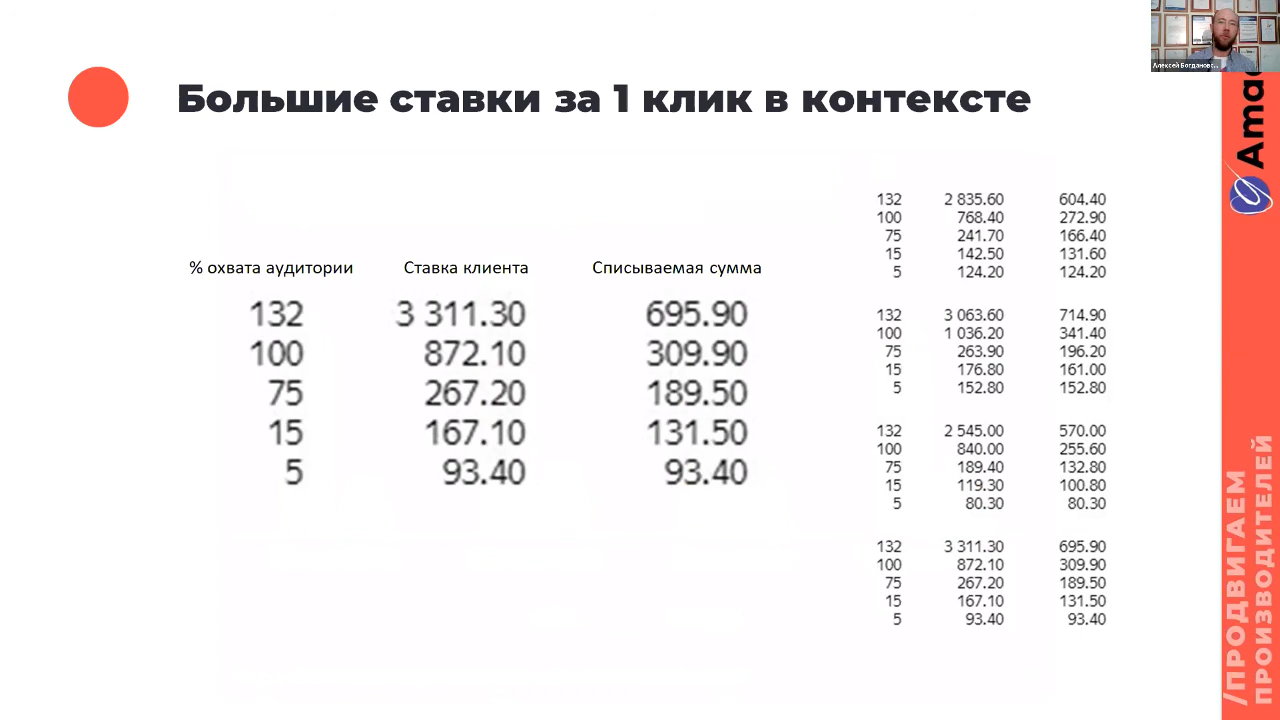 Большие ставки за 1 клик в контексте
% охвата аудитории Ставка клиента Списываемая сумма
132 3 311.30 695.90
100 872.10 309.90
75 267.20 189.50
15 167.10 131.50
5 93.40 93.40
132 2 835.60 604.40
100 768.40 272.90
75 241.70 166.40
15 142.50 131.60
5 124.20 124.20
132 3 063.60 714.90
100 1 036.20 341.40
75 263.90 196.20
15 176.80 161.00
5 152.80 152.80
132 2 545.00 570.00
100 840.00 255.60
75 189.40 132.80
15 119.30 100.80
5 80.30 80.30
132 3 311.30 695.90
100 872.10 309.90
75 267.20 189.50
15 167.10 131.50
5 93.40 93.40
Алексей Богдановс...
Ama
/ПРОДВИГАЕМ
ПРОИЗВОДИТЕЛЕЙ